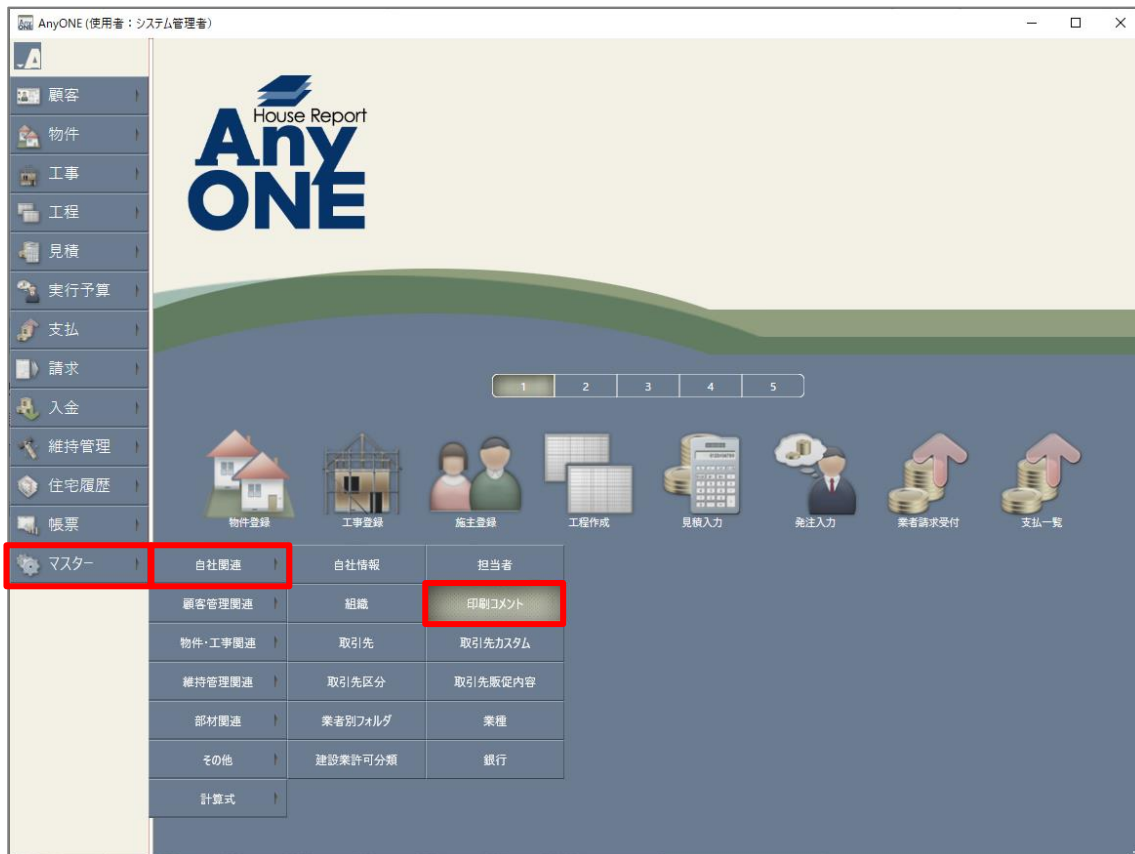 AnyONE (使用者：システム管理者)
顧客
物件
工事
工程
見積
実行予算
支払
請求
入金
維持管理
住宅履歴
帳票
マスター
House Report
Any
ONE
1 2 3 4 5
物件登録 工事登録 施主登録 工程作成 見積入力 発注入力 業者請求受付 支払一覧
自社関連 自社情報 担当者
顧客管理関連 組織 印刷コメント
物件・工事関連 取引先 取引先カスタム
維持管理関連 取引先区分 取引先販促内容
部材関連 業者別フォルダ 業種
その他 建設業許可分類 銀行
計算式